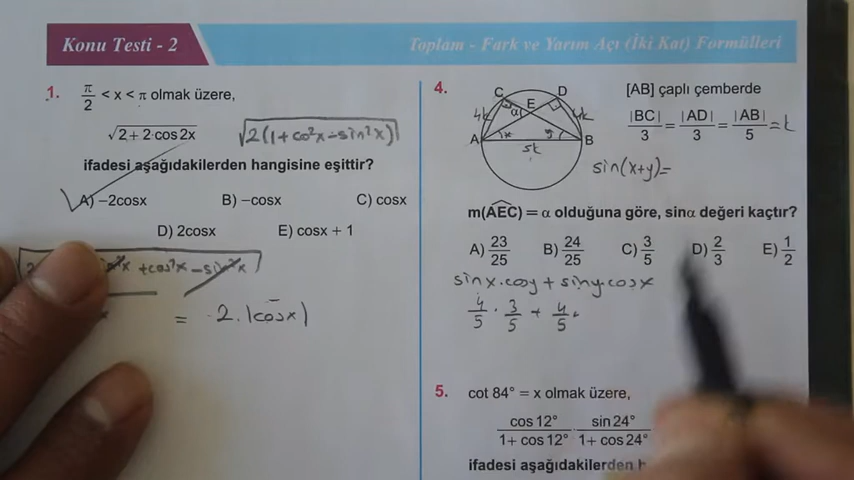 Konu Testi - 2
Toplam - Fark ve Yarım Açı (İki Kat) Formülleri
1. π/2 < x < π olmak üzere,
√(2 + 2·cos2x) √(2(1+cos²x-sin²x))
ifadesi aşağıdakilerden hangisine eşittir?
A) -2cosx B) -cosx C) cosx
D) 2cosx E) cosx + 1
sin²x +cos²x -sin²x
= 2.|cosx|
4.
C D E A B
4k α 4k x y 5k
[AB] çaplı çemberde
|BC|/3 = |AD|/3 = |AB|/5 = k
sin(x+y)=
m(AEC) = α olduğuna göre, sinα değeri kaçtır?
A) 23/25 B) 24/25 C) 3/5 D) 2/3 E) 1/2
sinx.cosy + siny.cosx
4/5 . 3/5 + 4/5 .
5. cot 84° = x olmak üzere,
cos 12°/1 + cos 12° · sin 24°/1 + cos 24°
ifadesi aşağıdakilerden